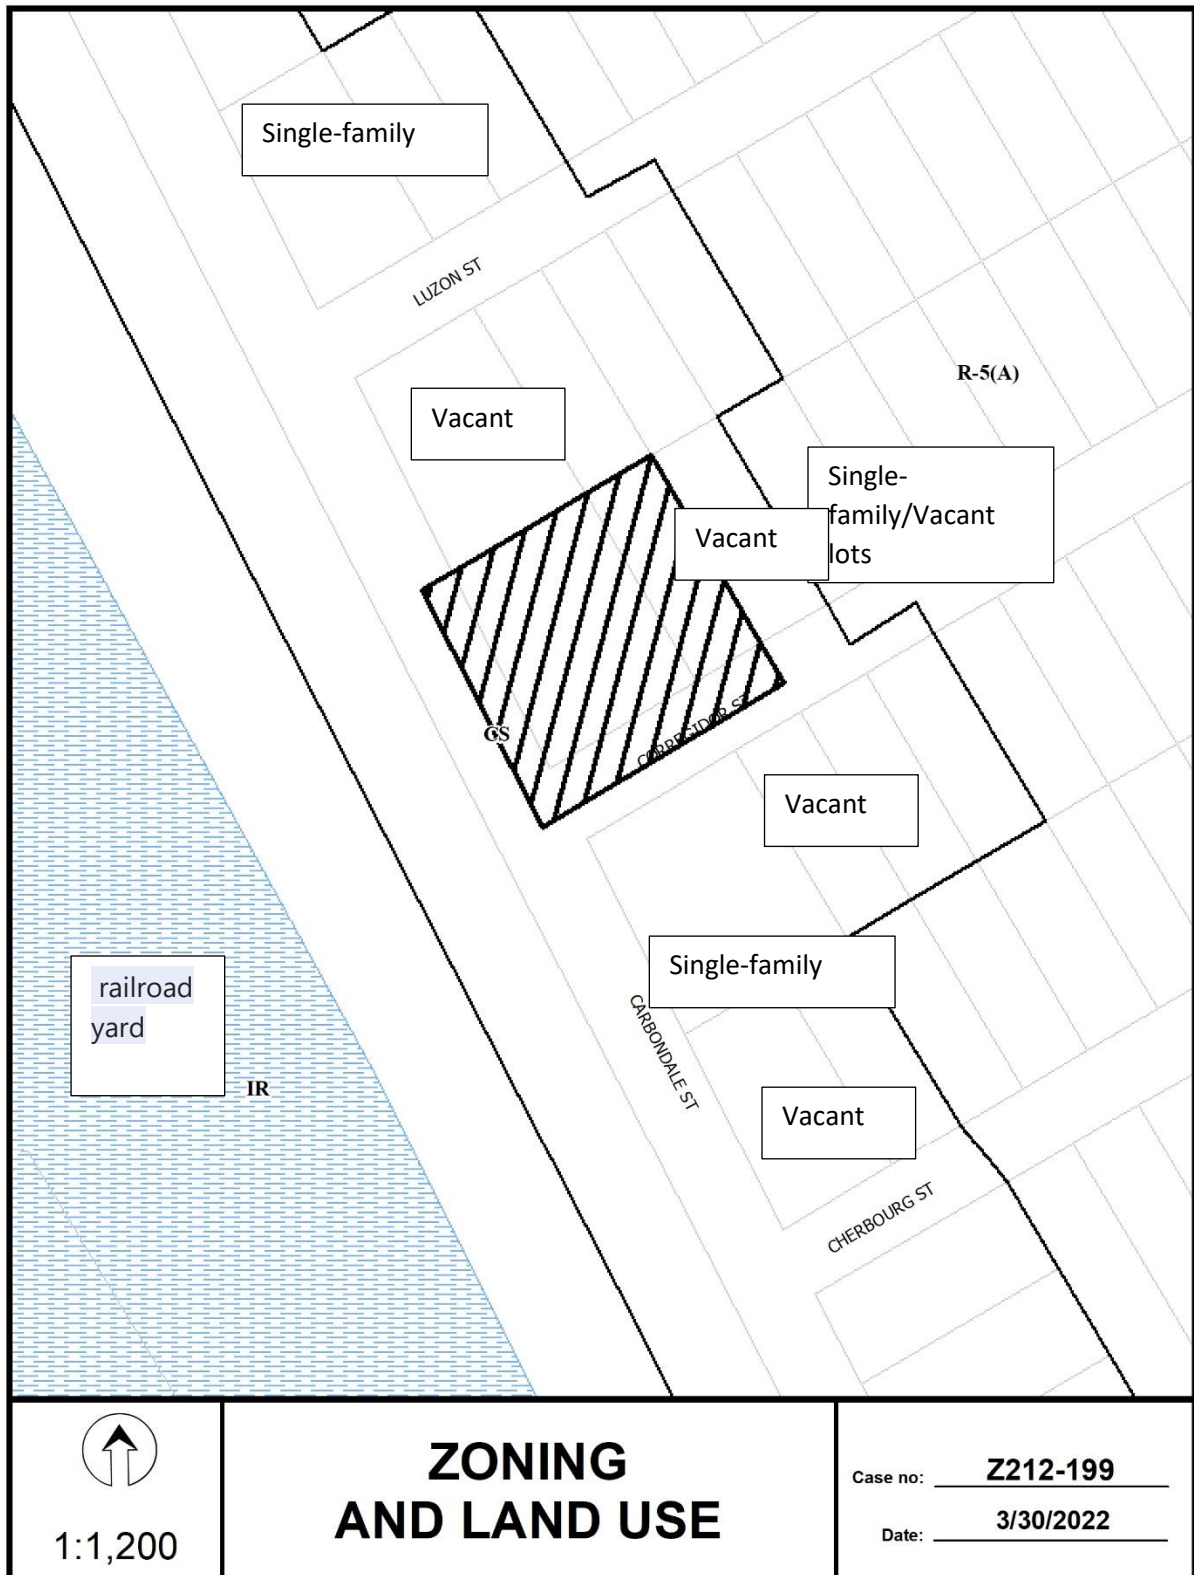 Single-family
LUZON ST
R-5(A)
Vacant
Single-
family/Vacant
lots
Vacant
CS
CORREGIDOR ST
Vacant
Single-family
railroad
yard
CARBONDALE ST
IR
Vacant
CHERBOURG ST
1:1,200
ZONING
AND LAND USE
Case no: Z212-199
Date: 3/30/2022